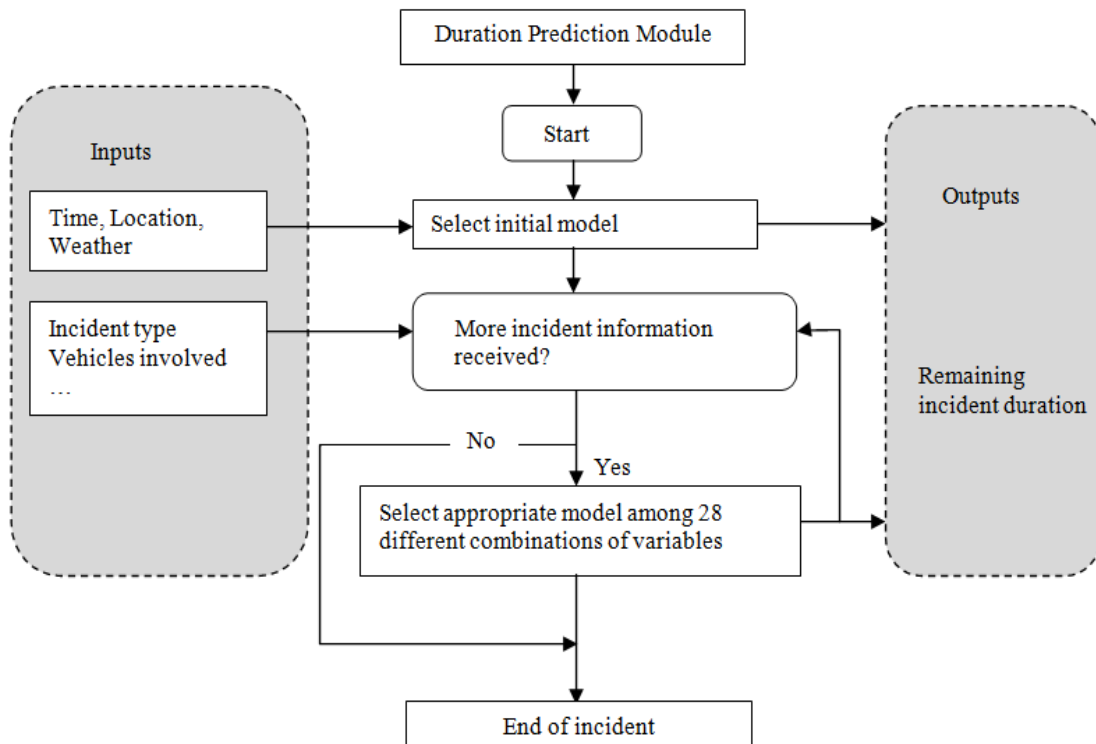 Duration Prediction Module
Start
Inputs
Time, Location,
Weather
Select initial model
Outputs
Incident type
Vehicles involved
…
More incident information
received?
Remaining
incident duration
No
Yes
Select appropriate model among 28
different combinations of variables
End of incident